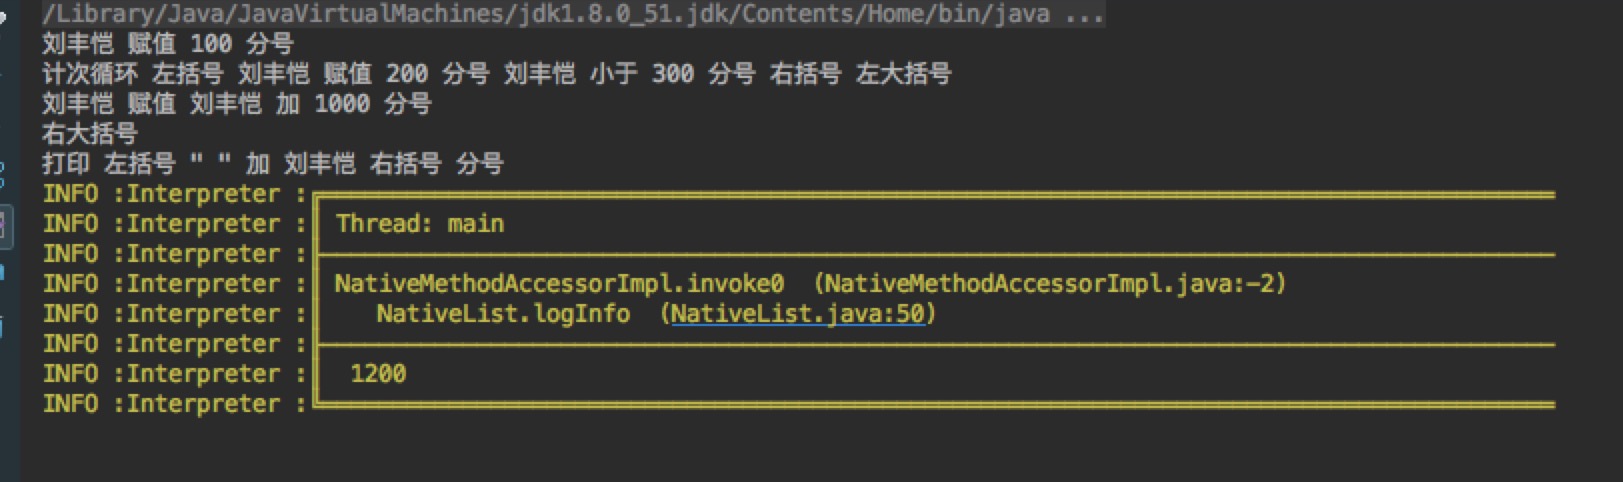 /Library/Java/JavaVirtualMachines/jdk1.8.0_51.jdk/Contents/Home/bin/java ...
刘丰恺 赋值 100 分号
计次循环 左括号 刘丰恺 赋值 200 分号 刘丰恺 小于 300 分号 右括号 左大括号
刘丰恺 赋值 刘丰恺 加 1000 分号
右大括号
打印 左括号 " " 加 刘丰恺 右括号 分号
INFO :Interpreter :
INFO :Interpreter : Thread: main
INFO :Interpreter :
INFO :Interpreter : NativeMethodAccessorImpl.invoke0 (NativeMethodAccessorImpl.java:-2)
INFO :Interpreter : NativeList.logInfo (NativeList.java:50)
INFO :Interpreter :
INFO :Interpreter : 1200
INFO :Interpreter :